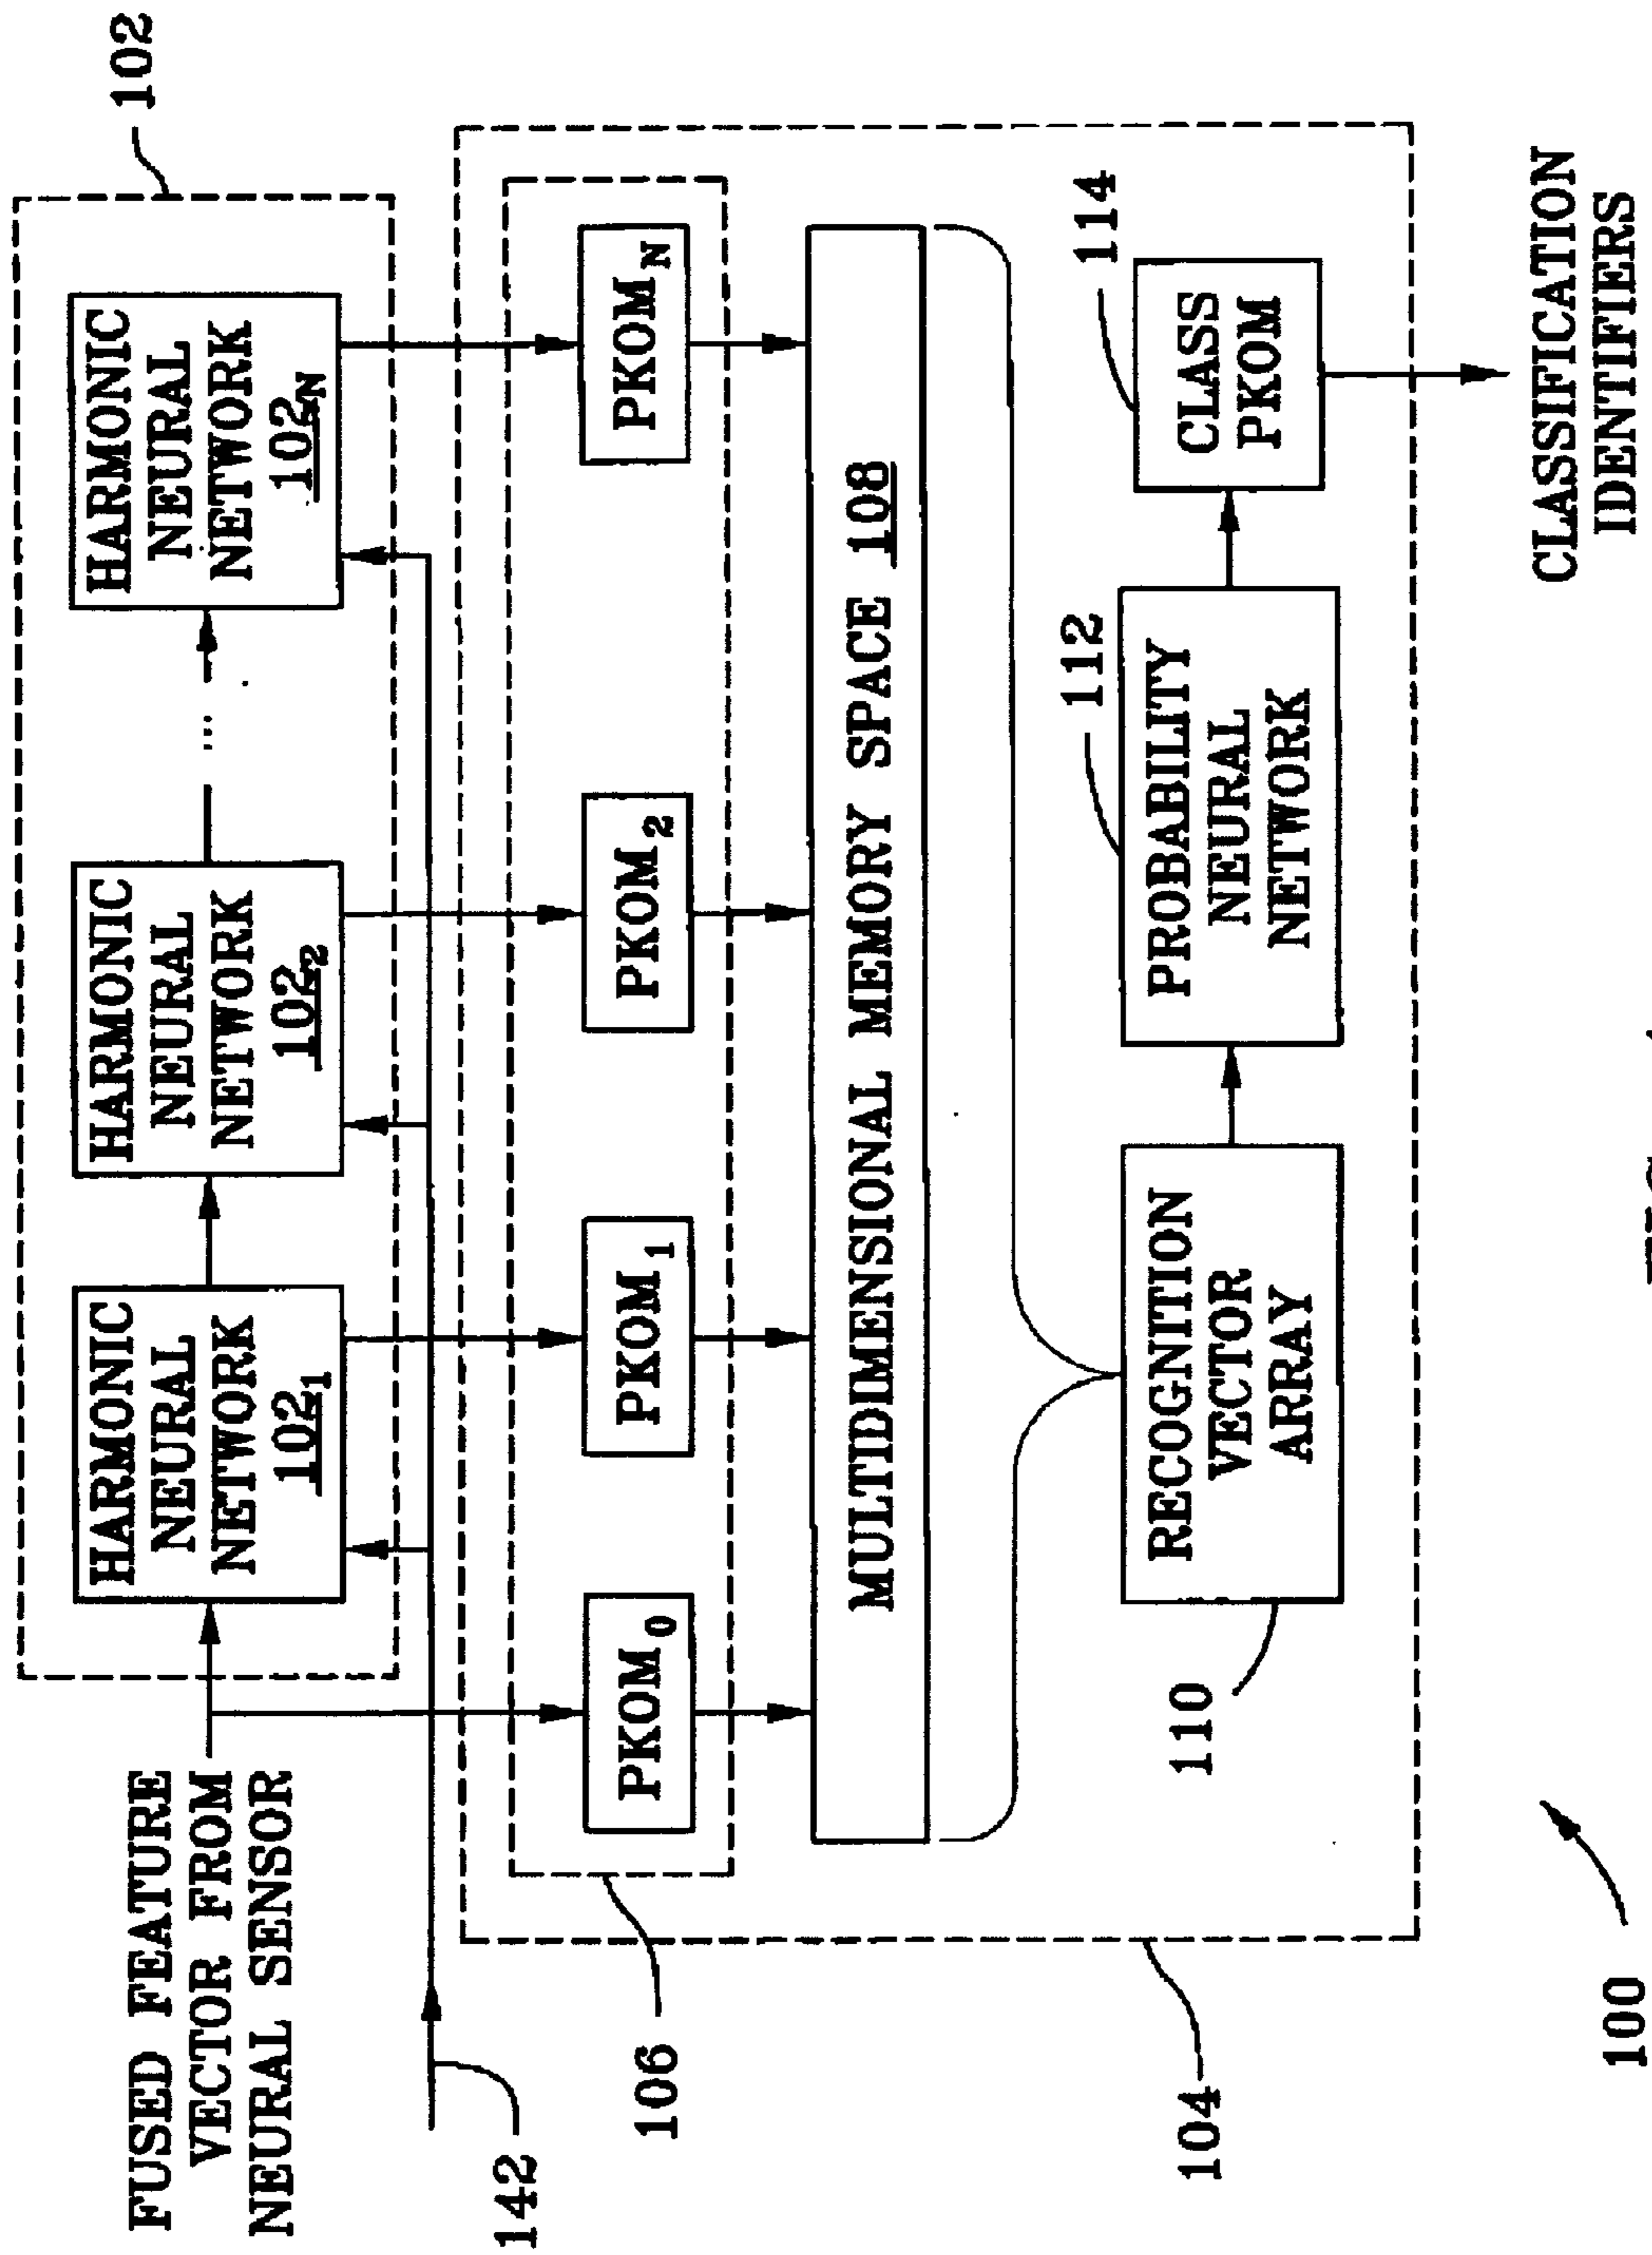 102
FUSED FEATURE
VECTOR FROM
NEURAL SENSOR
HARMONIC
NEURAL
NETWORK
102₁
HARMONIC
NEURAL
NETWORK
102₂
...
HARMONIC
NEURAL
NETWORK
102N
142
106
PKOM₀
PKOM₁
PKOM₂
PKOMN
MULTIDIMENSIONAL MEMORY SPACE 108
110
RECOGNITION
VECTOR
ARRAY
112
PROBABILITY
NEURAL
NETWORK
114
CLASS
PKOM
104
CLASSIFICATION
IDENTIFIERS
100